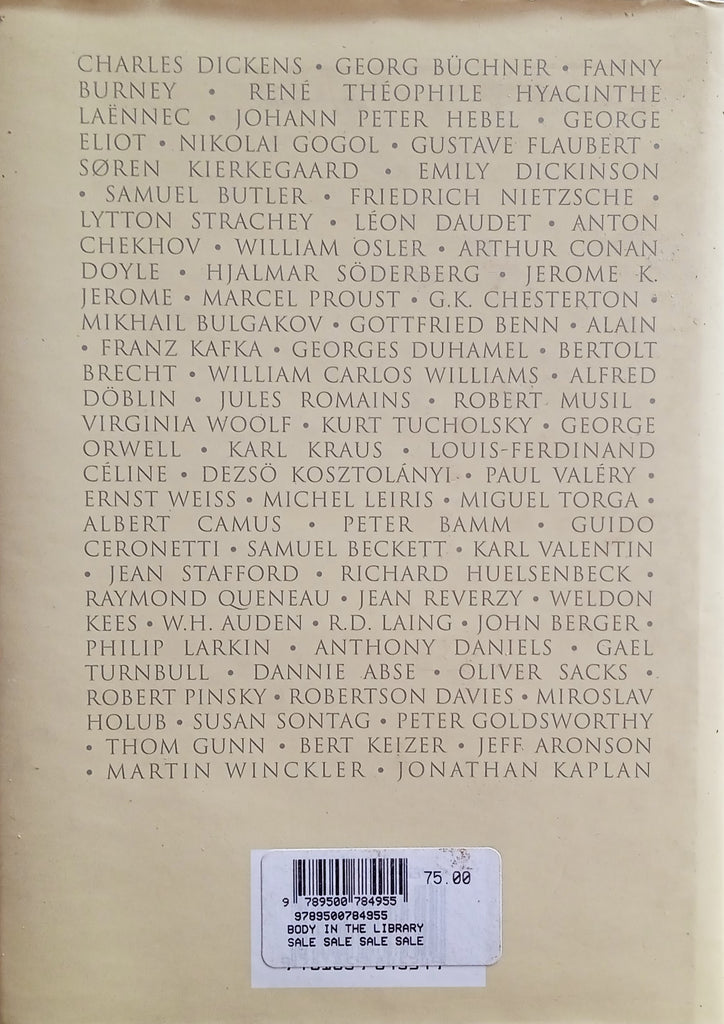 CHARLES DICKENS • GEORG BÜCHNER • FANNY
BURNEY • RENÉ THÉOPHILE HYACINTHE
LAËNNEC • JOHANN PETER HEBEL • GEORGE
ELIOT • NIKOLAI GOGOL • GUSTAVE FLAUBERT •
SØREN KIERKEGAARD • EMILY DICKINSON
• SAMUEL BUTLER • FRIEDRICH NIETZSCHE •
LYTTON STRACHEY • LÉON DAUDET • ANTON
CHEKHOV • WILLIAM OSLER • ARTHUR CONAN
DOYLE • HJALMAR SÖDERBERG • JEROME K.
JEROME • MARCEL PROUST • G.K. CHESTERTON •
MIKHAIL BULGAKOV • GOTTFRIED BENN • ALAIN
• FRANZ KAFKA • GEORGES DUHAMEL • BERTOLT
BRECHT • WILLIAM CARLOS WILLIAMS • ALFRED
DÖBLIN • JULES ROMAINS • ROBERT MUSIL •
VIRGINIA WOOLF • KURT TUCHOLSKY • GEORGE
ORWELL • KARL KRAUS • LOUIS-FERDINAND
CÉLINE • DEZSÖ KOSZTOLÁNYI • PAUL VALÉRY •
ERNST WEISS • MICHEL LEIRIS • MIGUEL TORGA •
ALBERT CAMUS • PETER BAMM • GUIDO
CERONETTI • SAMUEL BECKETT • KARL VALENTIN
• JEAN STAFFORD • RICHARD HUELSENBECK •
RAYMOND QUENEAU • JEAN REVERZY • WELDON
KEES • W.H. AUDEN • R.D. LAING • JOHN BERGER •
PHILIP LARKIN • ANTHONY DANIELS • GAEL
TURNBULL • DANNIE ABSE • OLIVER SACKS •
ROBERT PINSKY • ROBERTSON DAVIES • MIROSLAV
HOLUB • SUSAN SONTAG • PETER GOLDSWORTHY
• THOM GUNN • BERT KEIZER • JEFF ARONSON
• MARTIN WINCKLER • JONATHAN KAPLAN
75.00
9 789500 784955
9789500784955
BODY IN THE LIBRARY
SALE SALE SALE SALE